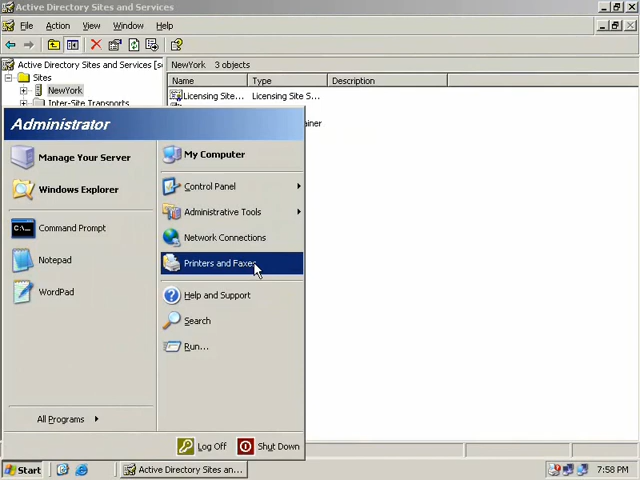 Active Directory Sites and Services
File Action View Window Help
Active Directory Sites and Services [se
NewYork 3 objects
Sites
Name Type Description
NewYork
Licensing Site... Licensing Site S...
Inter-Site Transports
ainer
Administrator
Manage Your Server
My Computer
Windows Explorer
Control Panel
Administrative Tools
Command Prompt
Network Connections
Notepad
Printers and Faxes
WordPad
Help and Support
Search
Run...
All Programs
Log Off
Shut Down
Start
Active Directory Sites an...
7:58 PM